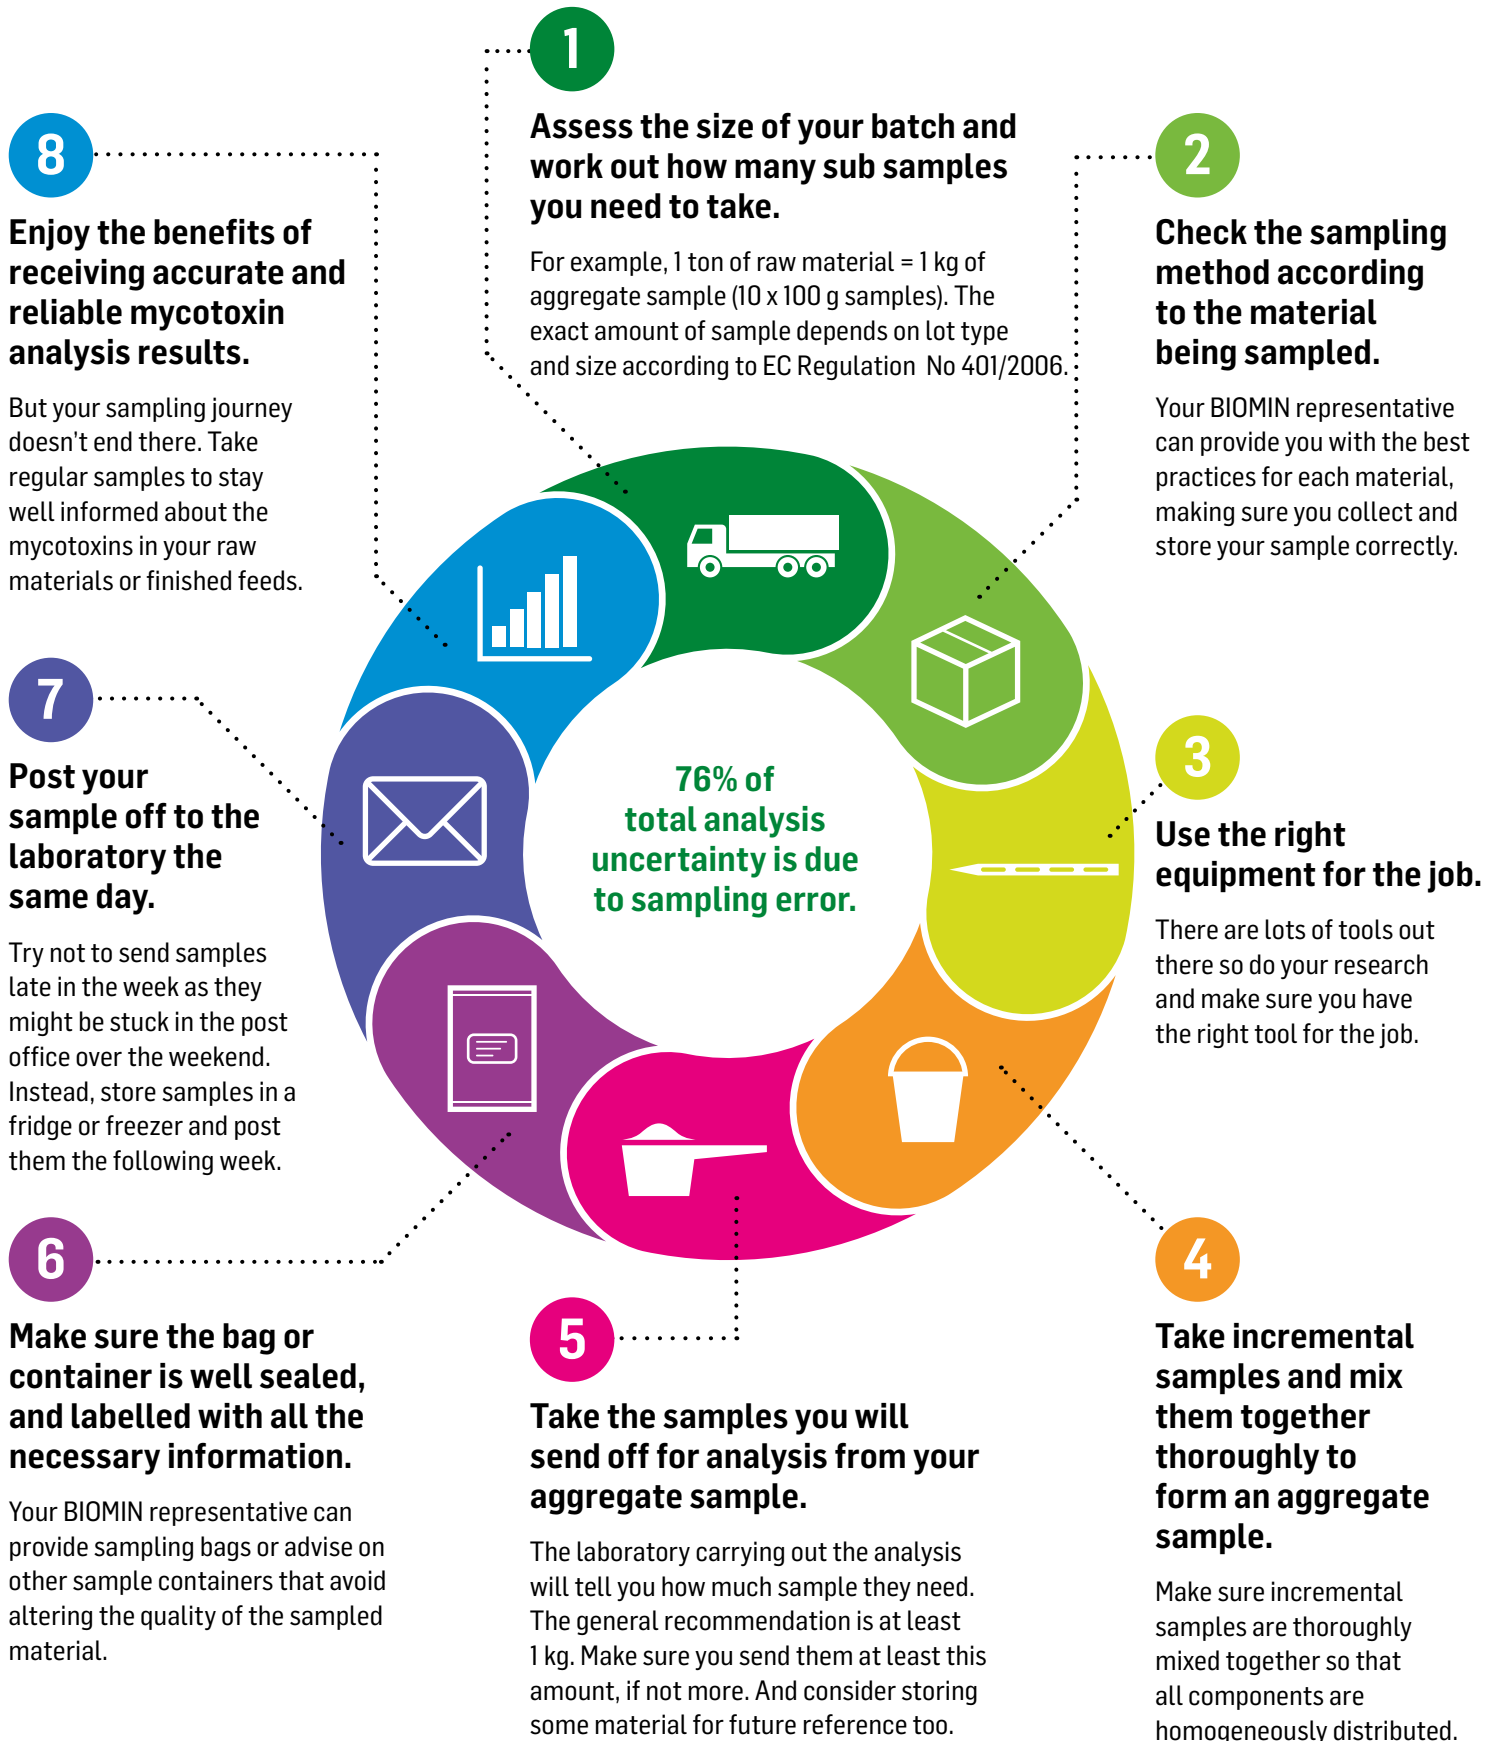 1
Assess the size of your batch and
work out how many sub samples
you need to take.
For example, 1 ton of raw material = 1 kg of
aggregate sample (10 x 100 g samples). The
exact amount of sample depends on lot type
and size according to EC Regulation No 401/2006.
2
Check the sampling
method according
to the material
being sampled.
Your BIOMIN representative
can provide you with the best
practices for each material,
making sure you collect and
store your sample correctly.
3
Use the right
equipment for the job.
There are lots of tools out
there so do your research
and make sure you have
the right tool for the job.
4
Take incremental
samples and mix
them together
thoroughly to
form an aggregate
sample.
Make sure incremental
samples are thoroughly
mixed together so that
all components are
homogeneously distributed.
5
Take the samples you will
send off for analysis from your
aggregate sample.
The laboratory carrying out the analysis
will tell you how much sample they need.
The general recommendation is at least
1 kg. Make sure you send them at least this
amount, if not more. And consider storing
some material for future reference too.
6
Make sure the bag or
container is well sealed,
and labelled with all the
necessary information.
Your BIOMIN representative can
provide sampling bags or advise on
other sample containers that avoid
altering the quality of the sampled
material.
7
Post your
sample off to the
laboratory the
same day.
Try not to send samples
late in the week as they
might be stuck in the post
office over the weekend.
Instead, store samples in a
fridge or freezer and post
them the following week.
8
Enjoy the benefits of
receiving accurate and
reliable mycotoxin
analysis results.
But your sampling journey
doesn't end there. Take
regular samples to stay
well informed about the
mycotoxins in your raw
materials or finished feeds.
76% of
total analysis
uncertainty is due
to sampling error.